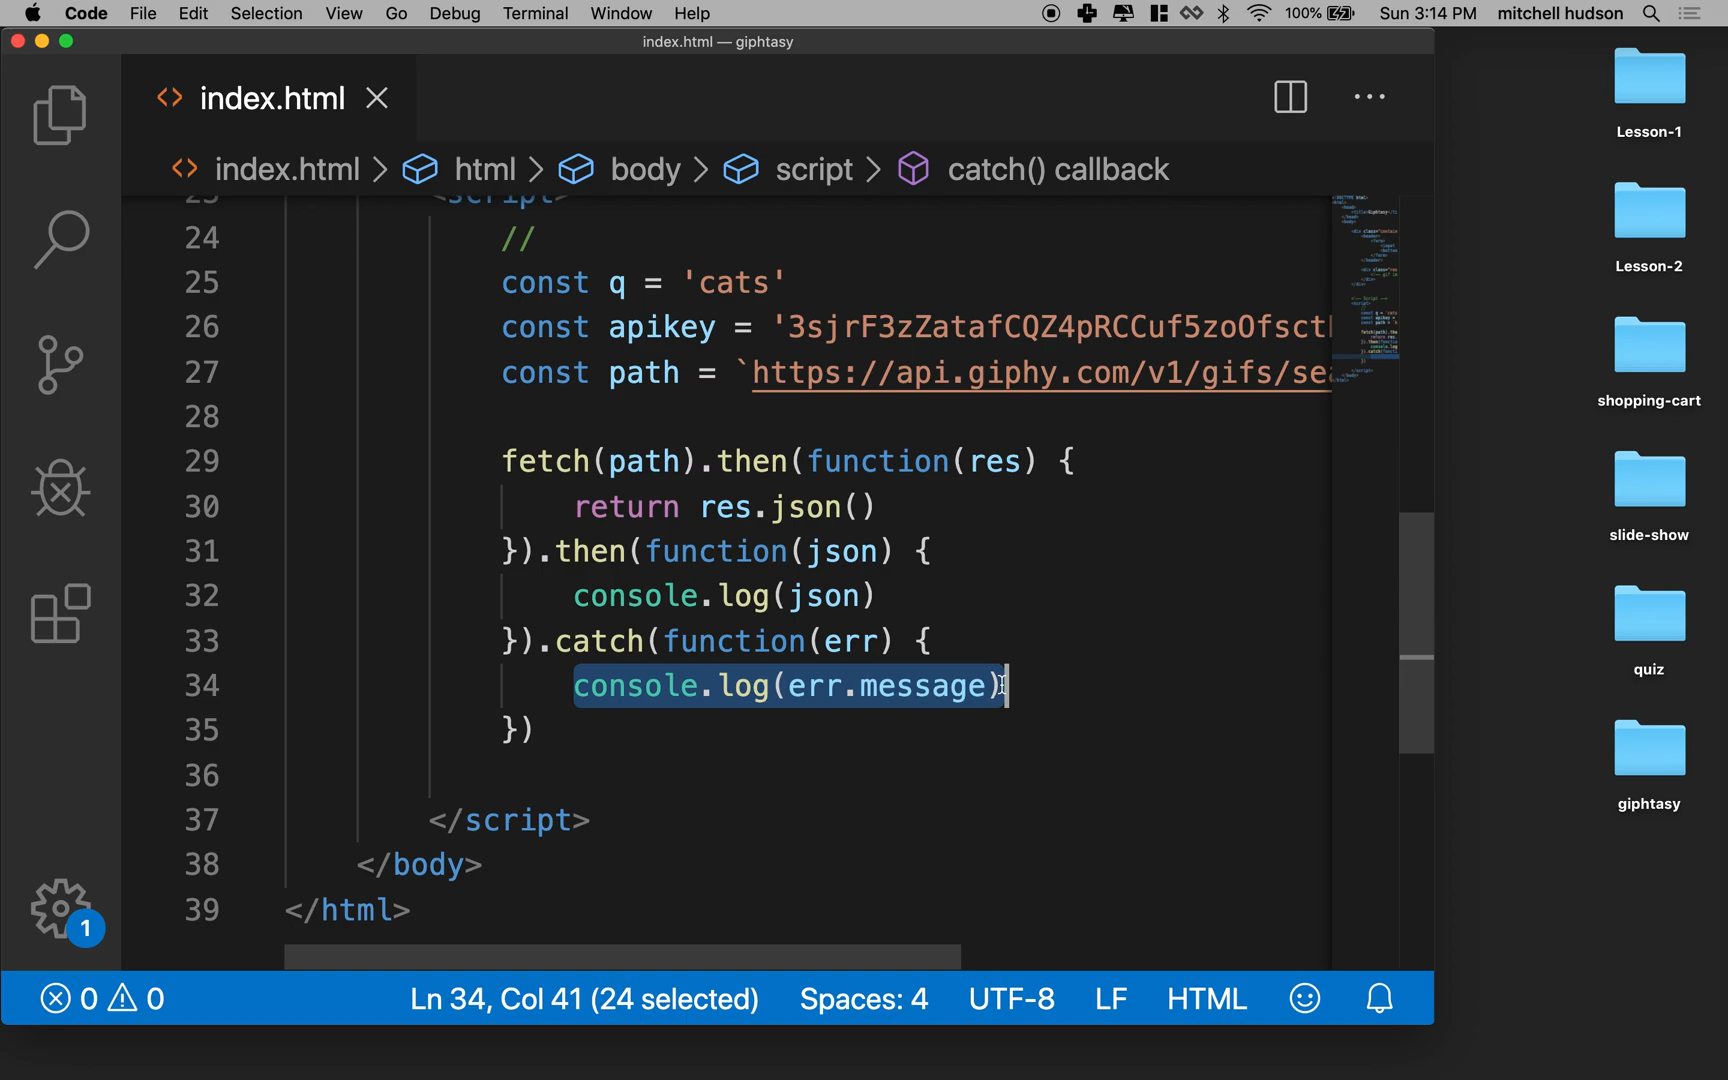 Code File Edit Selection View Go Debug Terminal Window Help 100% Sun 3:14 PM mitchell hudson
index.html — giphtasy
<> index.html
<> index.html > html > body > script > catch() callback
23 <script>
24 //
25 const q = 'cats'
26 const apikey = '3sjrF3zZatafCQZ4pRCCuf5zoOfsct
27 const path = `https://api.giphy.com/v1/gifs/sea
28
29 fetch(path).then(function(res) {
30 return res.json()
31 }).then(function(json) {
32 console.log(json)
33 }).catch(function(err) {
34 console.log(err.message)
35 })
36
37 </script>
38 </body>
39 </html>
1
0 0 Ln 34, Col 41 (24 selected) Spaces: 4 UTF-8 LF HTML
Lesson-1
Lesson-2
shopping-cart
slide-show
quiz
giphtasy